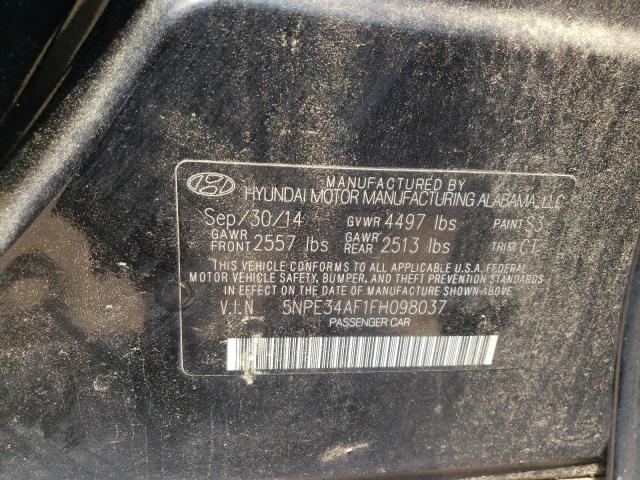 MANUFACTURED BY
HYUNDAI MOTOR MANUFACTURING ALABAMA, LLC
Sep/30/14 GVWR 4497 lbs PAINT S3
GAWR FRONT 2557 lbs GAWR REAR 2513 lbs TRIM CT
THIS VEHICLE CONFORMS TO ALL APPLICABLE U.S.A. FEDERAL
MOTOR VEHICLE SAFETY, BUMPER, AND THEFT PREVENTION STANDARDS
IN EFFECT ON THE DATE OF MANUFACTURE SHOWN ABOVE.
V.I.N 5NPE34AF1FH098037
PASSENGER CAR